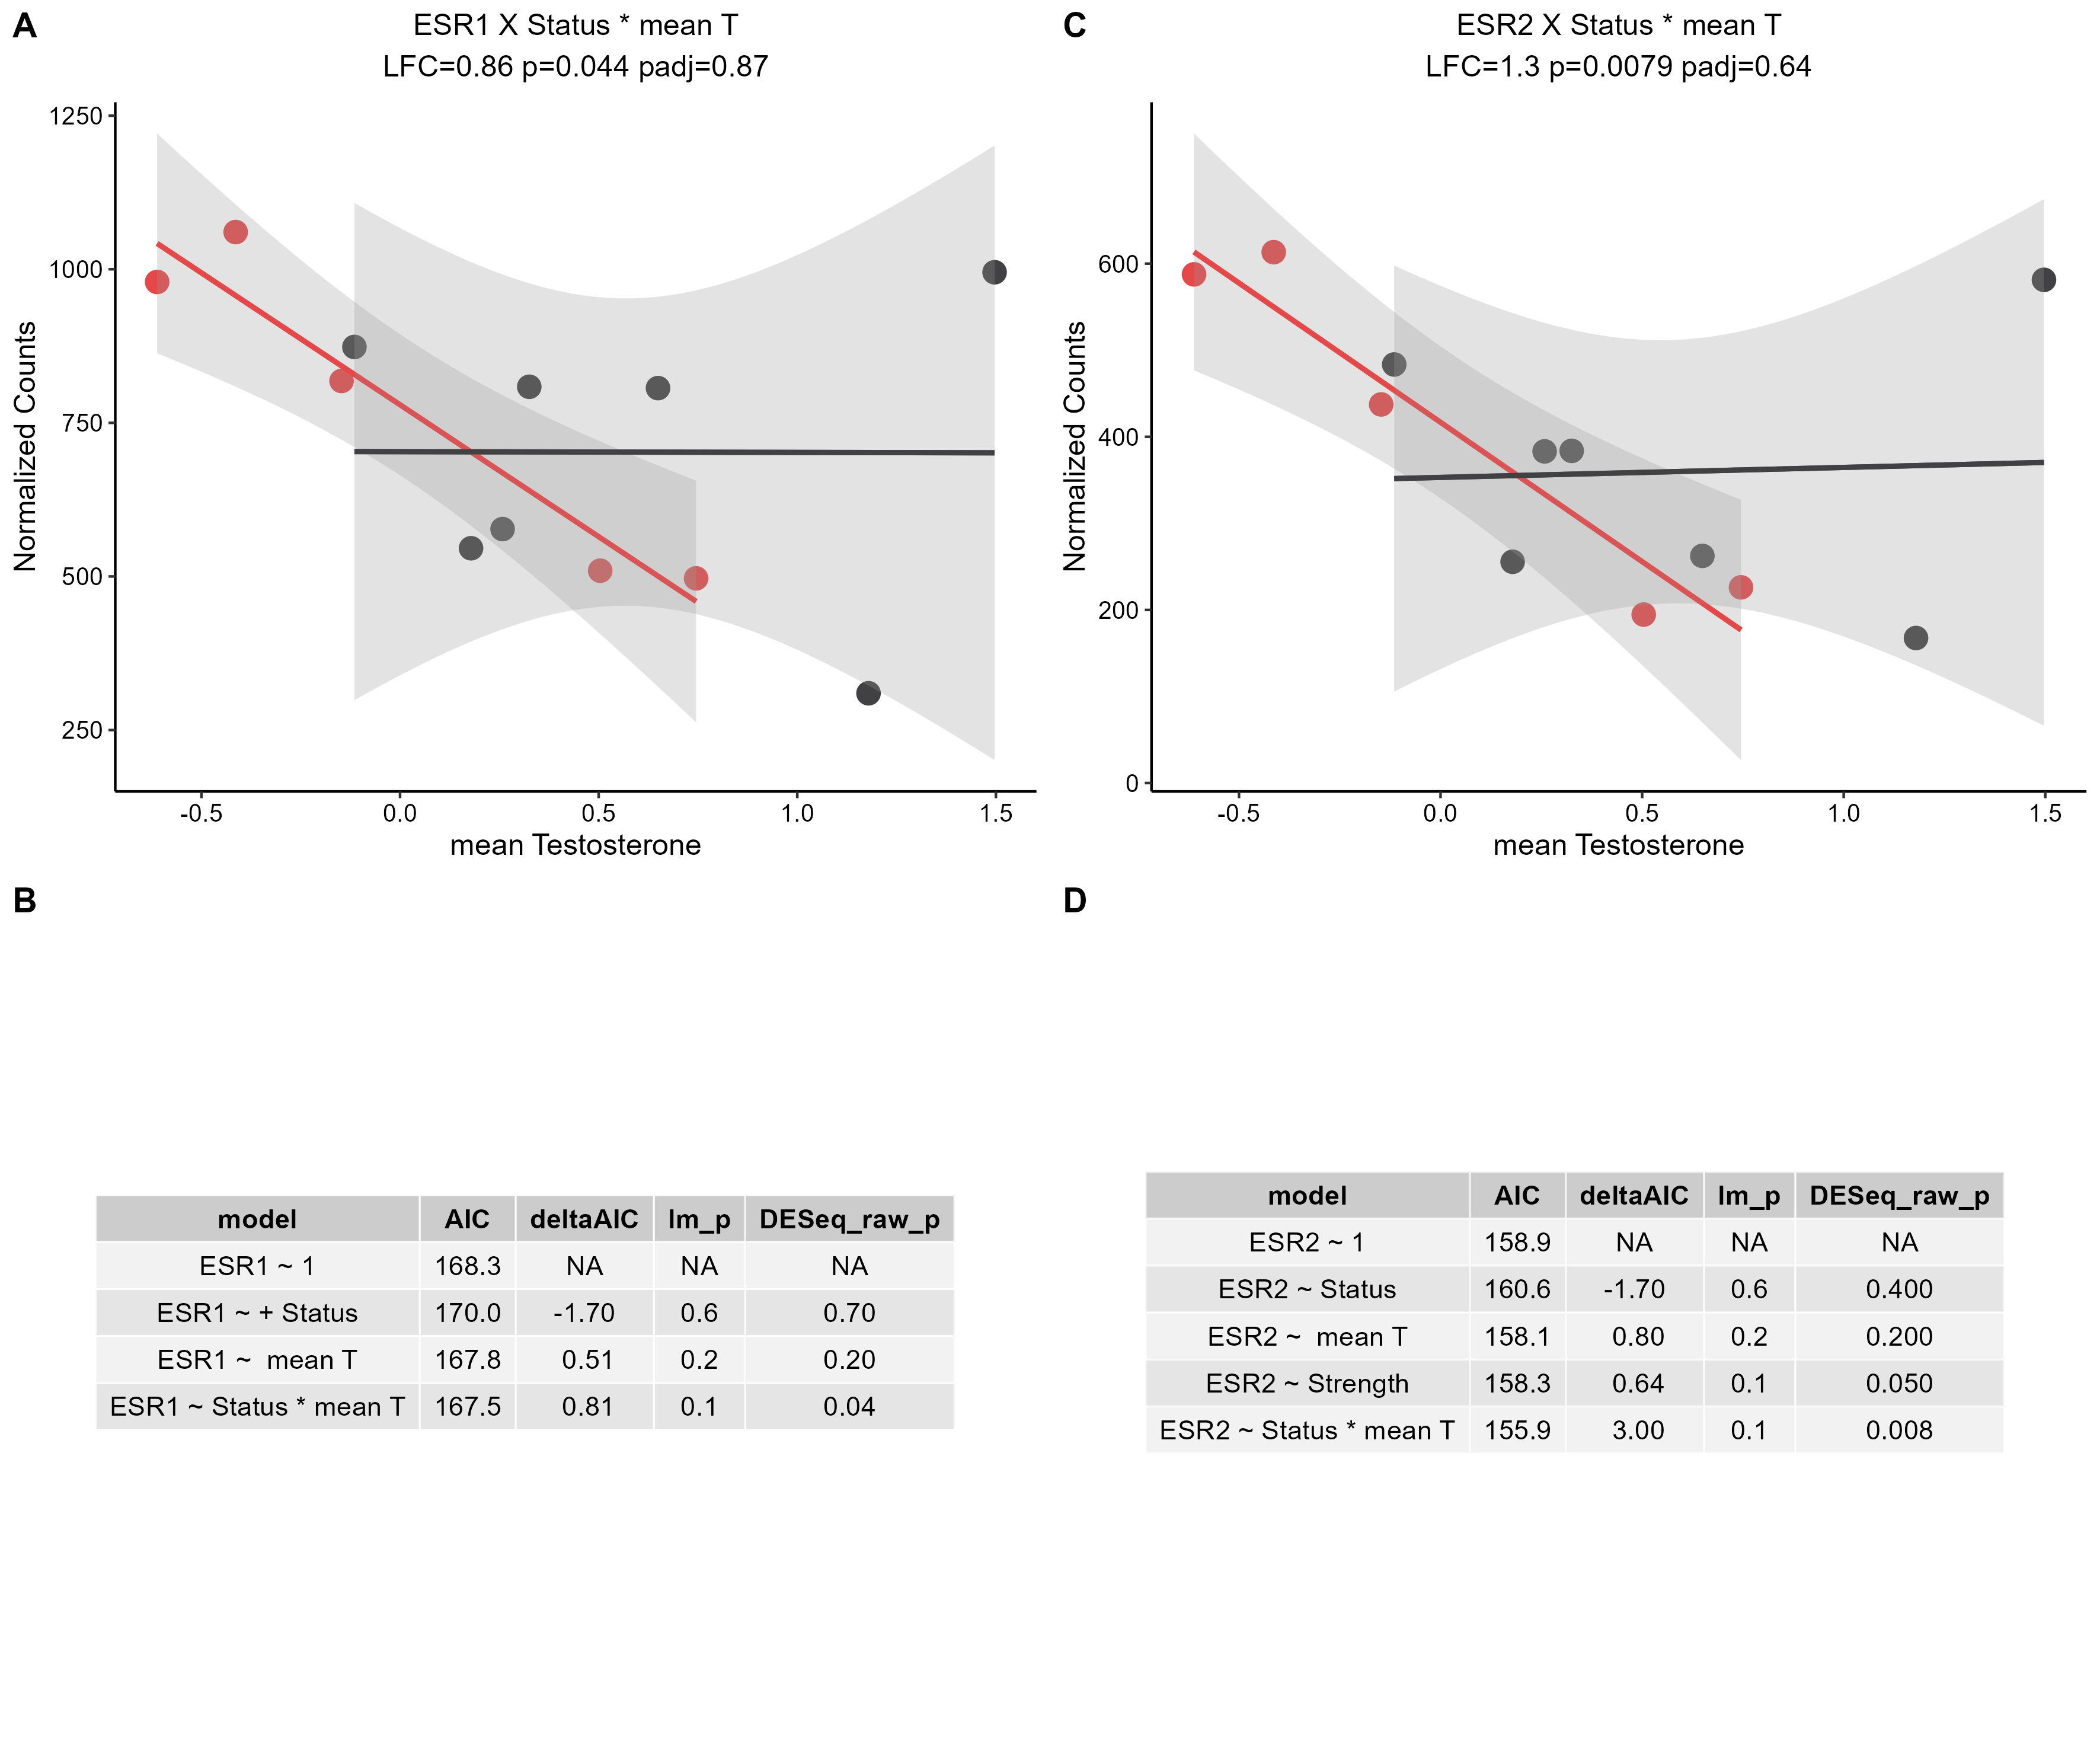 A
ESR1 X Status * mean T
LFC=0.86 p=0.044 padj=0.87
1250
1000
750
500
250
Normalized Counts
-0.5 0.0 0.5 1.0 1.5
mean Testosterone
C
ESR2 X Status * mean T
LFC=1.3 p=0.0079 padj=0.64
600
400
200
0
Normalized Counts
-0.5 0.0 0.5 1.0 1.5
mean Testosterone
B
model AIC deltaAIC lm_p DESeq_raw_p
ESR1 ~ 1 168.3 NA NA NA
ESR1 ~ + Status 170.0 -1.70 0.6 0.70
ESR1 ~  mean T 167.8 0.51 0.2 0.20
ESR1 ~ Status * mean T 167.5 0.81 0.1 0.04
D
model AIC deltaAIC lm_p DESeq_raw_p
ESR2 ~ 1 158.9 NA NA NA
ESR2 ~ Status 160.6 -1.70 0.6 0.400
ESR2 ~  mean T 158.1 0.80 0.2 0.200
ESR2 ~ Strength 158.3 0.64 0.1 0.050
ESR2 ~ Status * mean T 155.9 3.00 0.1 0.008